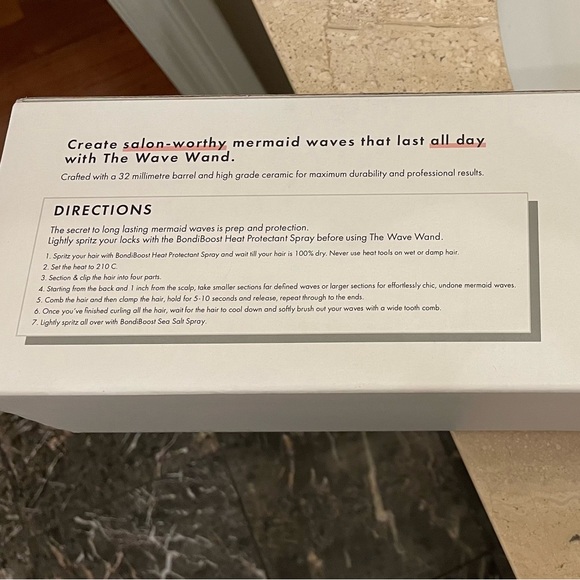 Create salon-worthy mermaid waves that last all day
with The Wave Wand.
Crafted with a 32 millimetre barrel and high grade ceramic for maximum durability and professional results.
DIRECTIONS
The secret to long lasting mermaid waves is prep and protection.
Lightly spritz your locks with the BondiBoost Heat Protectant Spray before using The Wave Wand.
1. Spritz your hair with BondiBoost Heat Protectant Spray and wait till your hair is 100% dry. Never use heat tools on wet or damp hair.
2. Set the heat to 210 C.
3. Section & clip the hair into four parts.
4. Starting from the back and 1 inch from the scalp, take smaller sections for defined waves or larger sections for effortlessly chic, undone mermaid waves.
5. Comb the hair and then clamp the hair, hold for 5-10 seconds and release, repeat through to the ends.
6. Once you've finished curling all the hair, wait for the hair to cool down and softly brush out your waves with a wide tooth comb.
7. Lightly spritz all over with BondiBoost Sea Salt Spray.